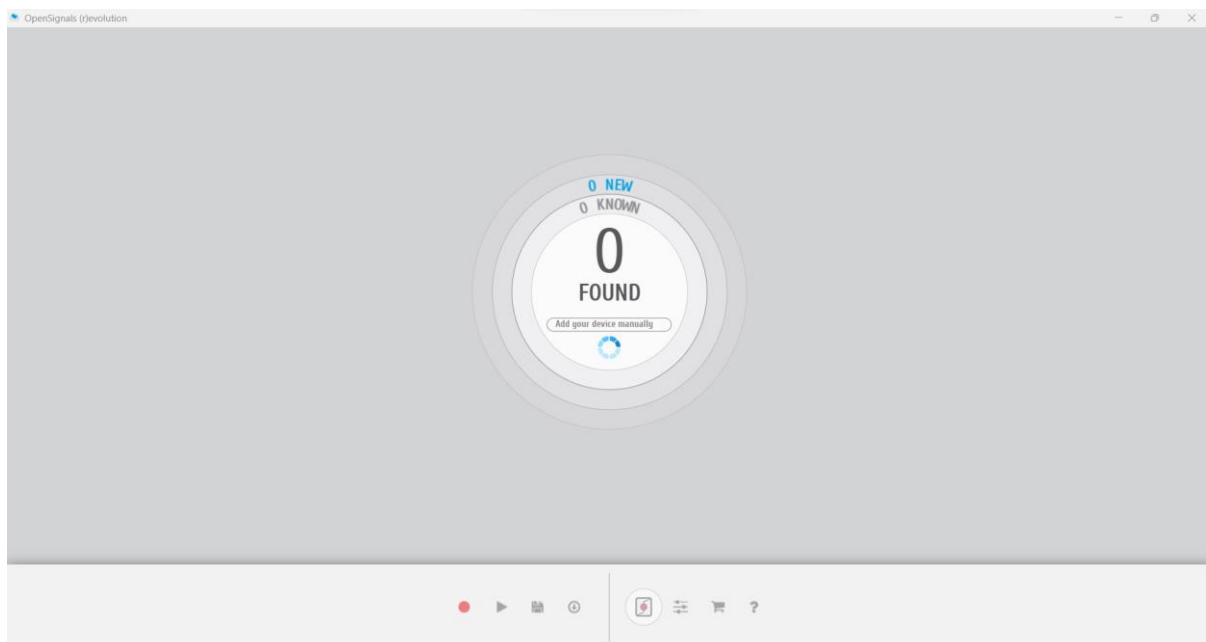 OpenSignals (r)evolution
0 NEW
0 KNOWN
0
FOUND
Add your device manually
?